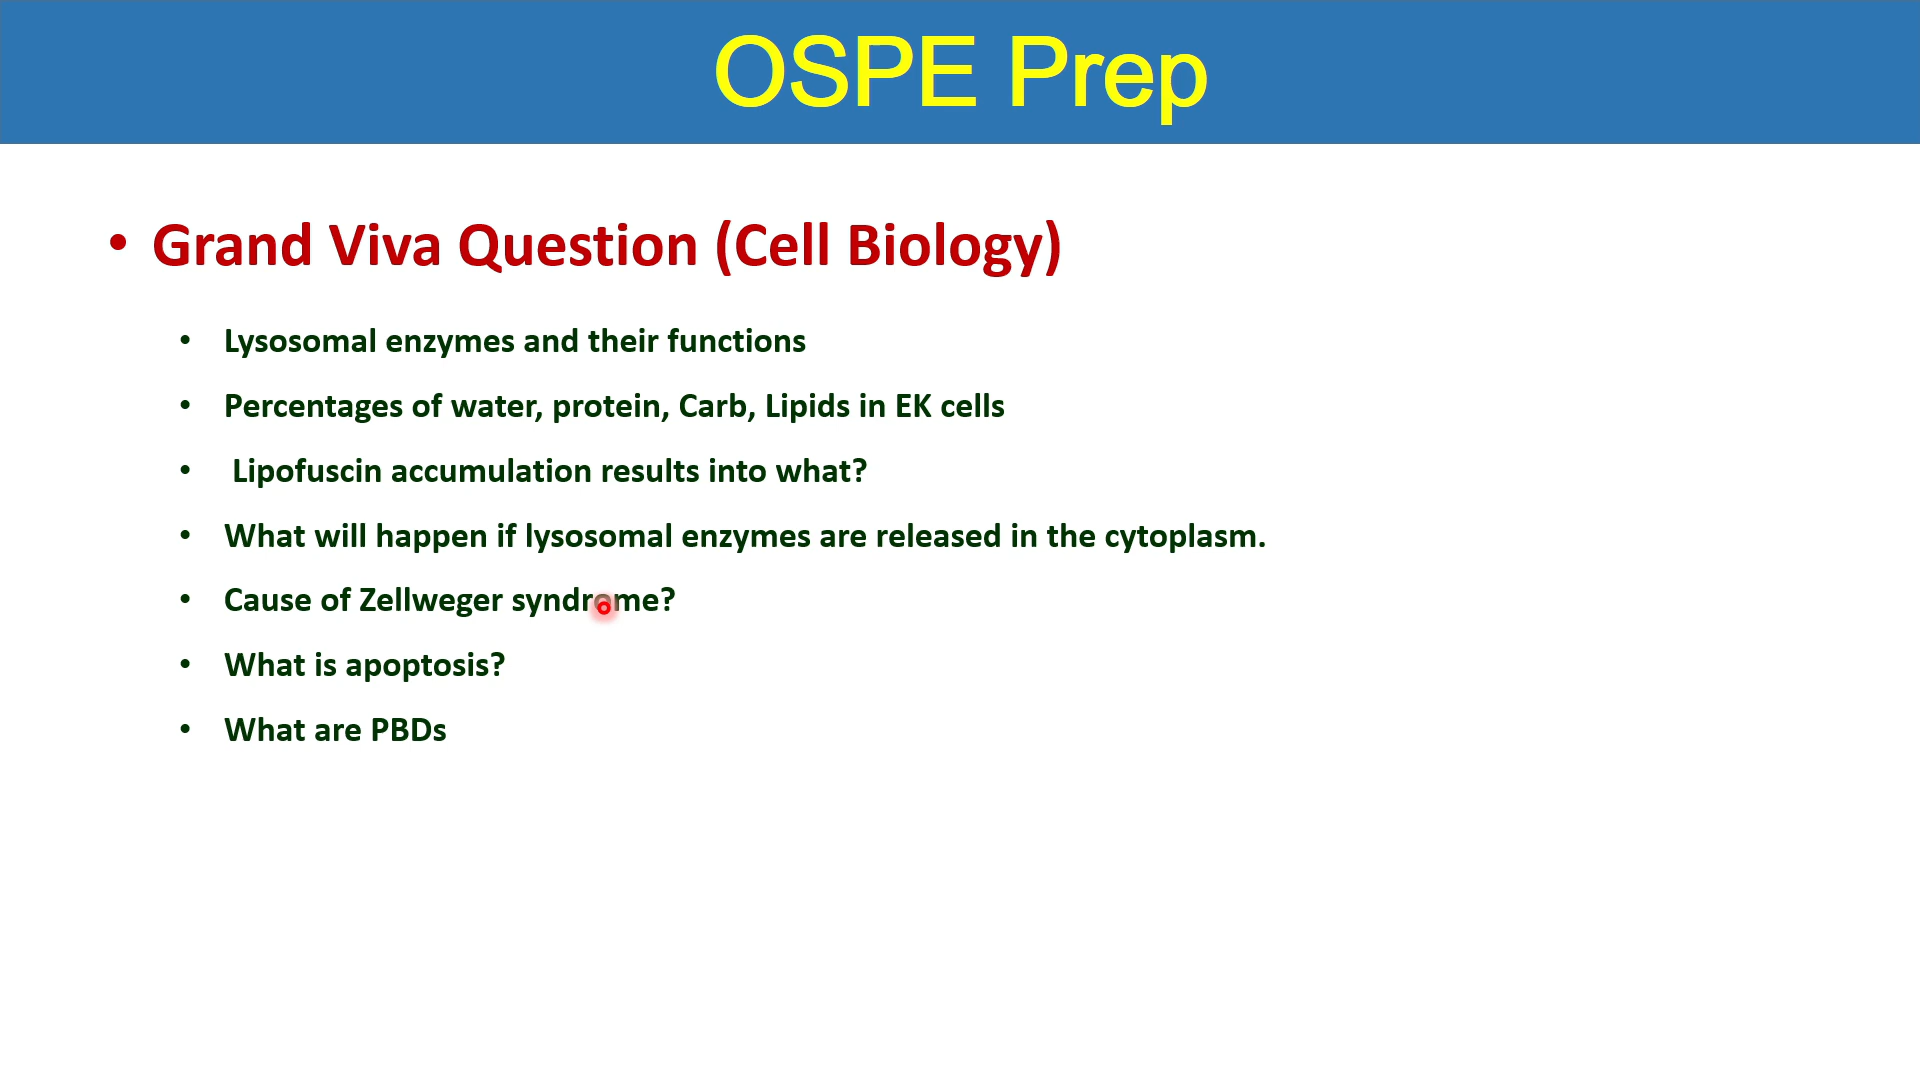 OSPE Prep
• Grand Viva Question (Cell Biology)
• Lysosomal enzymes and their functions
• Percentages of water, protein, Carb, Lipids in EK cells
• Lipofuscin accumulation results into what?
• What will happen if lysosomal enzymes are released in the cytoplasm.
• Cause of Zellweger syndrome?
• What is apoptosis?
• What are PBDs